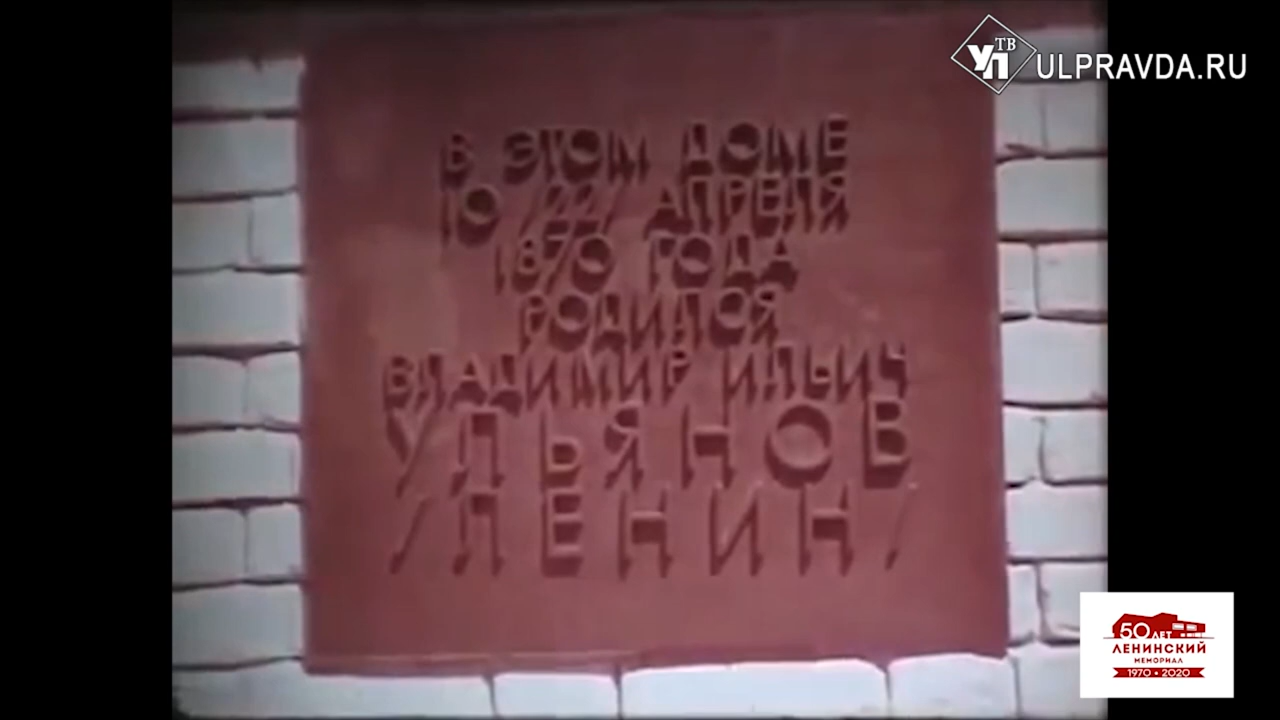 ТВ
УП
ULPRAVDA.RU
В ЭТОМ ДОМЕ
10 /22/ АПРЕЛЯ
1870 ГОДА
РОДИЛСЯ
ВЛАДИМИР ИЛЬИЧ
УЛЬЯНОВ
/ЛЕНИН/
50 ЛЕТ
ЛЕНИНСКИЙ
МЕМОРИАЛ
1970 • 2020